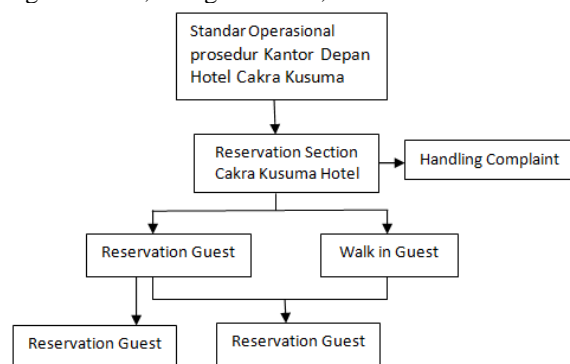 Standar Operasional
prosedur Kantor Depan
Hotel Cakra Kusuma
Reservation Section
Cakra Kusuma Hotel
Handling Complaint
Reservation Guest
Walk in Guest
Reservation Guest
Reservation Guest